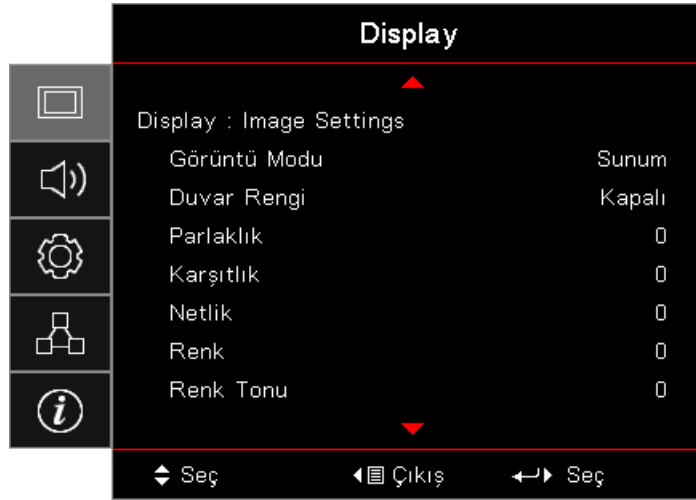 Display
Display : Image Settings
Görüntü Modu Sunum
Duvar Rengi Kapalı
Parlaklık 0
Karşıtlık 0
Netlik 0
Renk 0
Renk Tonu 0
Seç Çıkış Seç